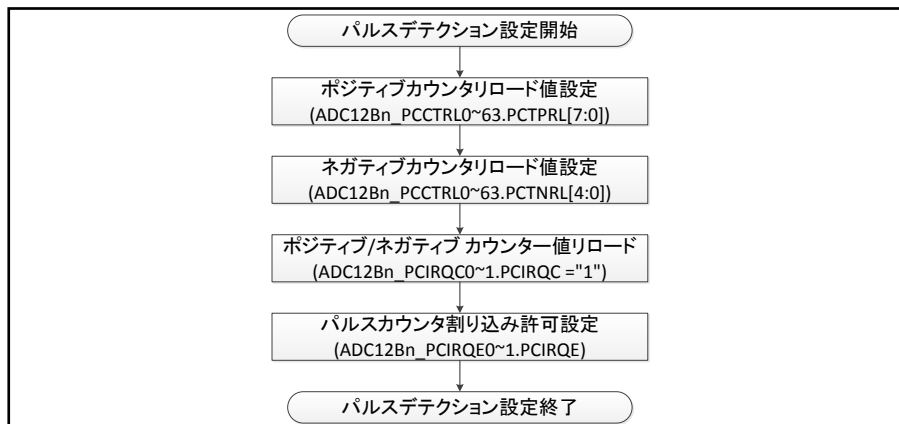 パルスデテクション設定開始
ポジティブカウンタリロード値設定
(ADC12Bn_PCCTRL0~63.PCTPRL[7:0])
ネガティブカウンタリロード値設定
(ADC12Bn_PCCTRL0~63.PCTNRL[4:0])
ポジティブ/ネガティブ カウンター値リロード
(ADC12Bn_PCIRQC0~1.PCIRQC ="1")
パルスカウンタ割り込み許可設定
(ADC12Bn_PCIRQE0~1.PCIRQE)
パルスデテクション設定終了